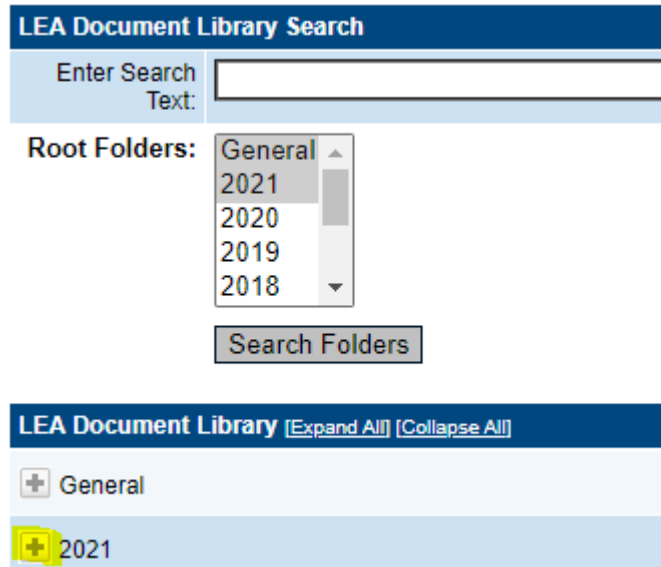 LEA Document Library Search
Enter Search
Text:
Root Folders:
General
2021
2020
2019
2018
Search Folders
LEA Document Library [Expand All] [Collapse All]
General
2021